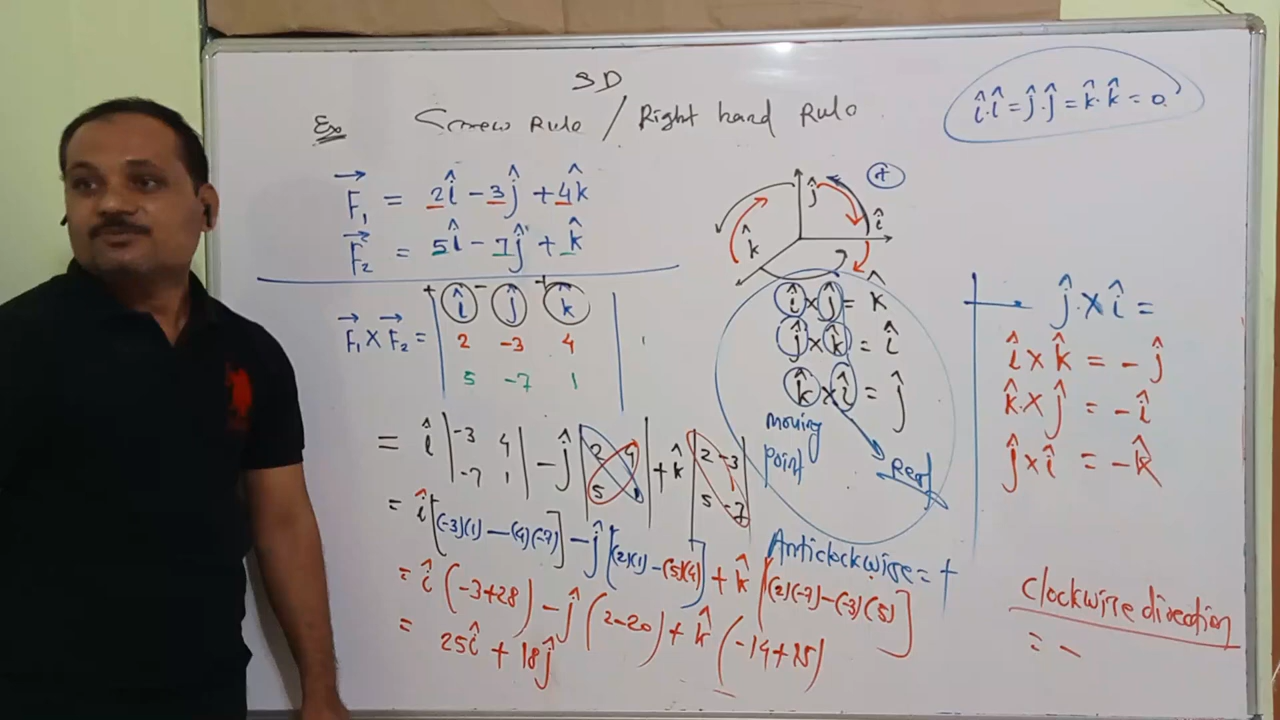 3D
Ex Screw Rule / Right hand Rule
î·î = ĵ·ĵ = k̂·k̂ = 0
F₁⃗ = 2î - 3ĵ + 4k̂
F₂⃗ = 5î - 7ĵ + k̂
F₁⃗ × F₂⃗ = | î ĵ k̂ |
+ - +
2 -3 4
5 -7 1
= î | -3 4 | - ĵ | 2 4 | + k̂ | 2 -3 |
-7 1 5 1 5 -7
= î [(-3)(1) - (4)(-7)] - ĵ [(2)(1) - (5)(4)] + k̂ [(2)(-7) - (-3)(5)]
= î (-3+28) - ĵ (2-20) + k̂ (-14+15)
= 25î + 18ĵ
ĵ
î
k̂
+
î × ĵ = k̂
ĵ × k̂ = î
k̂ × î = ĵ
moving
point
Anticlockwise = +
ĵ × î =
î × k̂ = -ĵ
k̂ × ĵ = -î
ĵ × î = -k̂
Clockwise direction
= -